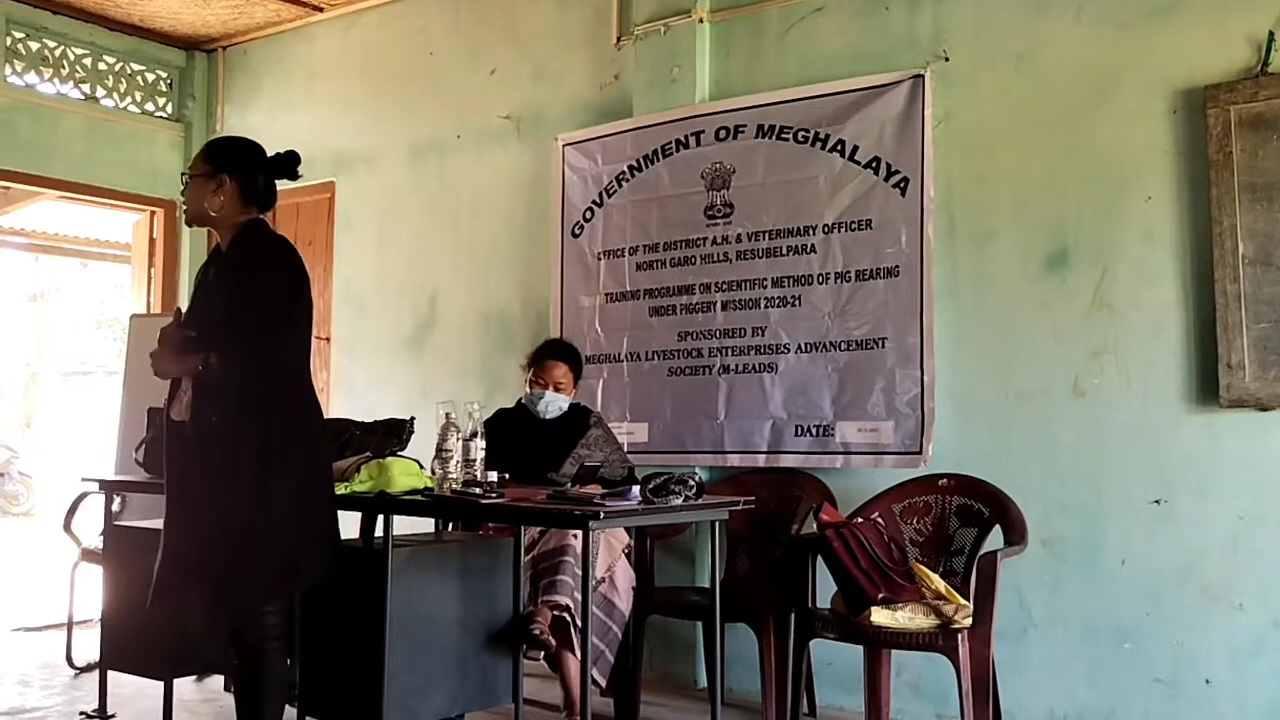 GOVERNMENT OF MEGHALAYA
OFFICE OF THE DISTRICT A.H. & VETERINARY OFFICER
NORTH GARO HILLS, RESUBELPARA
TRAINING PROGRAMME ON SCIENTIFIC METHOD OF PIG REARING
UNDER PIGGERY MISSION 2020-21
SPONSORED BY
MEGHALAYA LIVESTOCK ENTERPRISES ADVANCEMENT
SOCIETY (M-LEADS)
DATE: